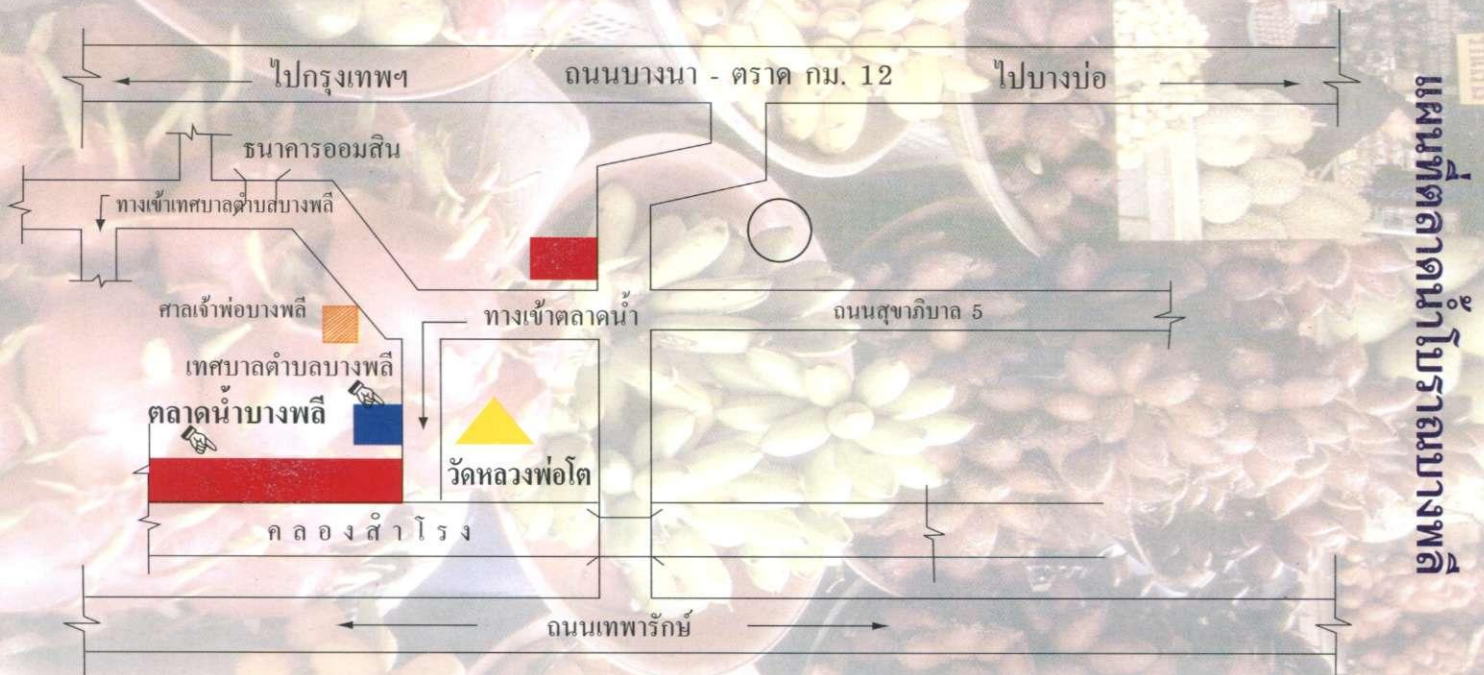 ไปกรุงเทพฯ ถนนบางนา - ตราด กม. 12 ไปบางบ่อ
ธนาคารออมสิน
ทางเข้าเทศบาลตำบลบางพลี
ศาลเจ้าพ่อบางพลี
ทางเข้าตลาดน้ำ
ถนนสุขาภิบาล 5
เทศบาลตำบลบางพลี
ตลาดน้ำบางพลี
วัดหลวงพ่อโต
คลองสำโรง
ถนนเทพารักษ์
แผนที่ตลาดน้ำโบราณบางพลี